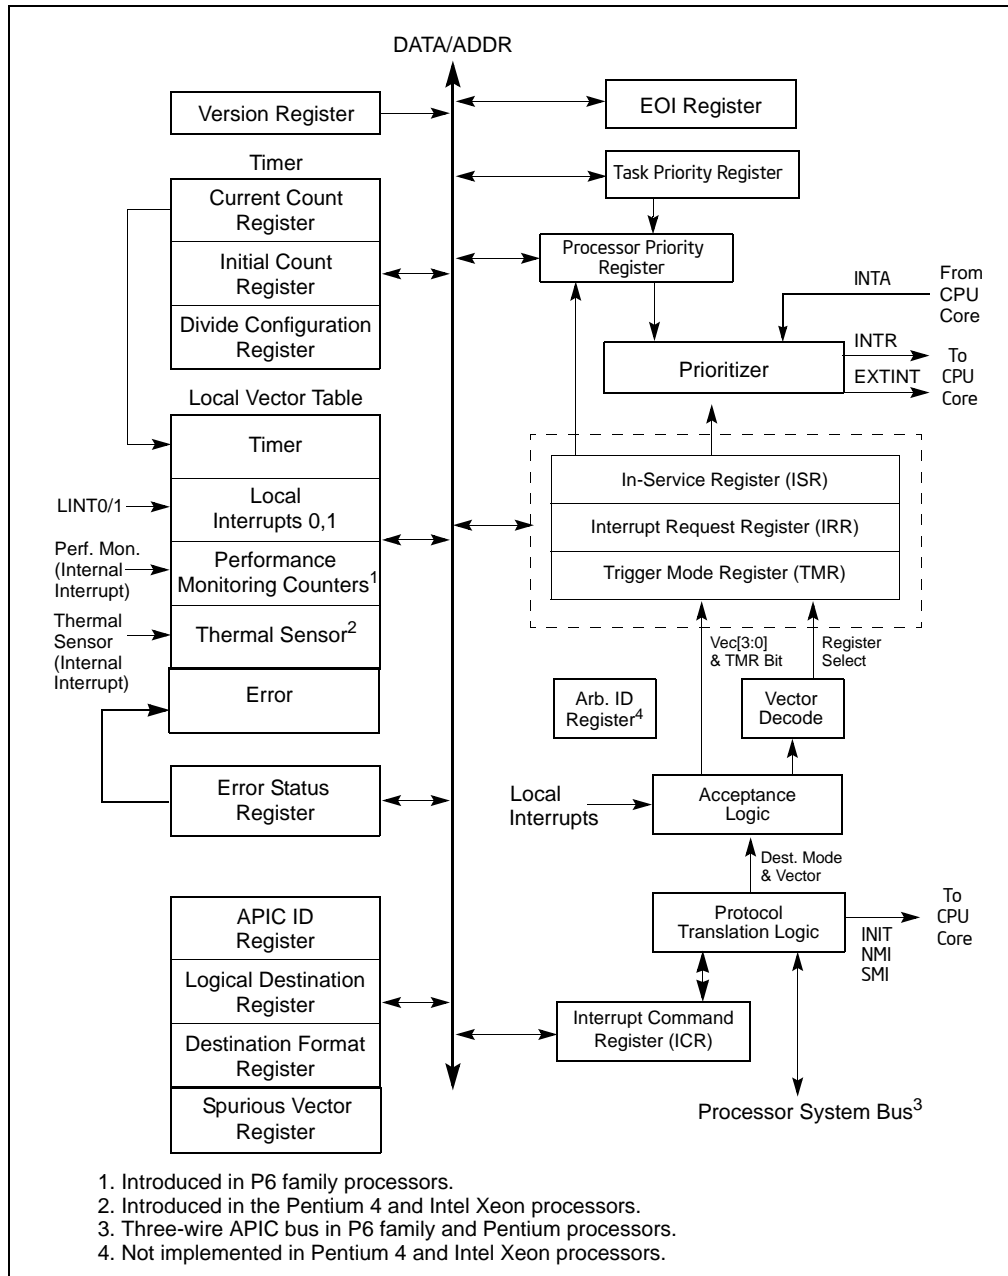 DATA/ADDR
Version Register
EOI Register
Timer
Task Priority Register
Current Count
Register
Initial Count
Register
Divide Configuration
Register
Processor Priority
Register
INTA
From
CPU
Core
Prioritizer
INTR
EXTINT
To
CPU
Core
Local Vector Table
Timer
LINT0/1
Local
Interrupts 0,1
Perf. Mon.
(Internal
Interrupt)
Performance
Monitoring Counters1
Thermal
Sensor
(Internal
Interrupt)
Thermal Sensor2
Error
In-Service Register (ISR)
Interrupt Request Register (IRR)
Trigger Mode Register (TMR)
Vec[3:0]
& TMR Bit
Register
Select
Arb. ID
Register4
Vector
Decode
Error Status
Register
Local
Interrupts
Acceptance
Logic
Dest. Mode
& Vector
APIC ID
Register
Logical Destination
Register
Destination Format
Register
Spurious Vector
Register
Protocol
Translation Logic
INIT
NMI
SMI
To
CPU
Core
Interrupt Command
Register (ICR)
Processor System Bus3
1. Introduced in P6 family processors.
2. Introduced in the Pentium 4 and Intel Xeon processors.
3. Three-wire APIC bus in P6 family and Pentium processors.
4. Not implemented in Pentium 4 and Intel Xeon processors.